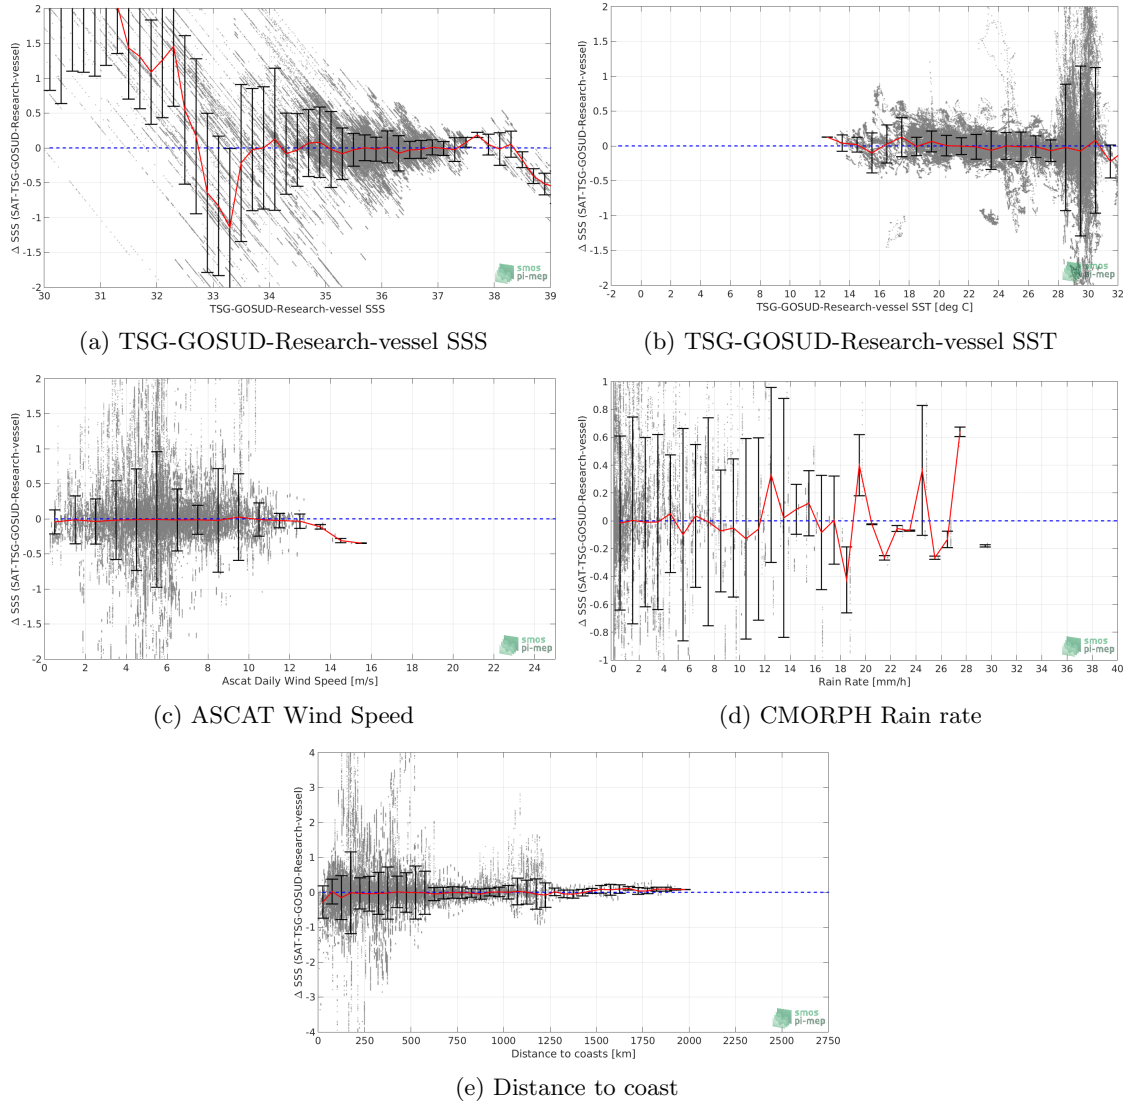 2
1.5
1
0.5
0
-0.5
-1
-1.5
-2
Δ SSS (SAT-TSG-GOSUD-Research-vessel)
30 31 32 33 34 35 36 37 38 39
TSG-GOSUD-Research-vessel SSS
smos
pi-mep
(a) TSG-GOSUD-Research-vessel SSS
2
1.5
1
0.5
0
-0.5
-1
-1.5
-2
Δ SSS (SAT-TSG-GOSUD-Research-vessel)
-2 0 2 4 6 8 10 12 14 16 18 20 22 24 26 28 30 32
TSG-GOSUD-Research-vessel SST [deg C]
smos
pi-mep
(b) TSG-GOSUD-Research-vessel SST
2
1.5
1
0.5
0
-0.5
-1
-1.5
-2
Δ SSS (SAT-TSG-GOSUD-Research-vessel)
0 2 4 6 8 10 12 14 16 18 20 22 24
Ascat Daily Wind Speed [m/s]
smos
pi-mep
(c) ASCAT Wind Speed
1
0.8
0.6
0.4
0.2
0
-0.2
-0.4
-0.6
-0.8
-1
Δ SSS (SAT-TSG-GOSUD-Research-vessel)
0 2 4 6 8 10 12 14 16 18 20 22 24 26 28 30 32 34 36 38 40
Rain Rate [mm/h]
smos
pi-mep
(d) CMORPH Rain rate
4
3
2
1
0
-1
-2
-3
-4
Δ SSS (SAT-TSG-GOSUD-Research-vessel)
0 250 500 750 1000 1250 1500 1750 2000 2250 2500 2750
Distance to coasts [km]
smos
pi-mep
(e) Distance to coast